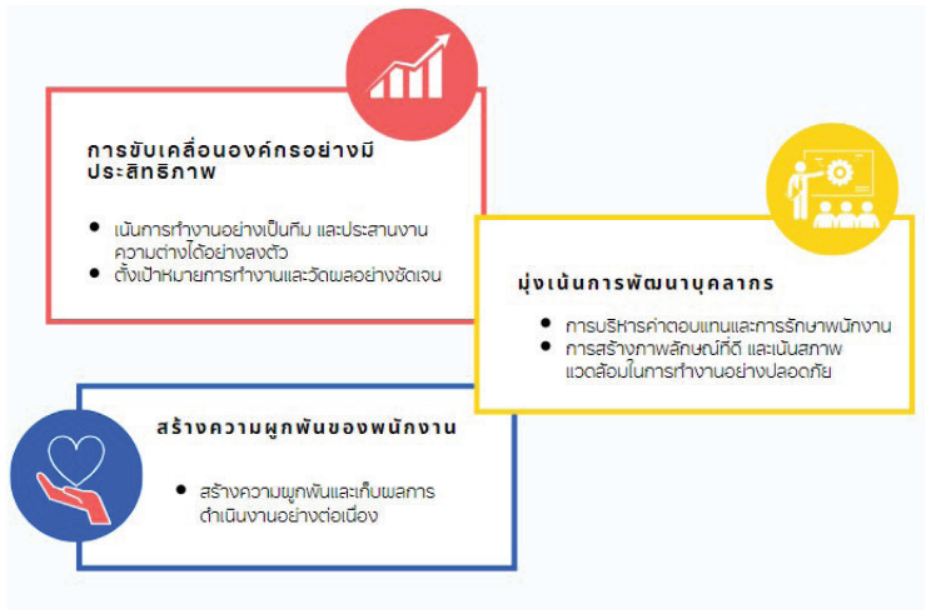 การขับเคลื่อนองค์กรอย่างมี
ประสิทธิภาพ
● เน้นการทำงานอย่างเป็นทีม และประสานงาน
ความต่างได้อย่างลงตัว
● ตั้งเป้าหมายการทำงานและวัดผลอย่างชัดเจน
มุ่งเน้นการพัฒนาบุคลากร
● การบริหารค่าตอบแทนและการรักษาพนักงาน
● การสร้างภาพลักษณ์ที่ดี และเน้นสภาพ
แวดล้อมในการทำงานอย่างปลอดภัย
สร้างความผูกพันของพนักงาน
● สร้างความผูกพันและเก็บผลการ
ดำเนินงานอย่างต่อเนื่อง